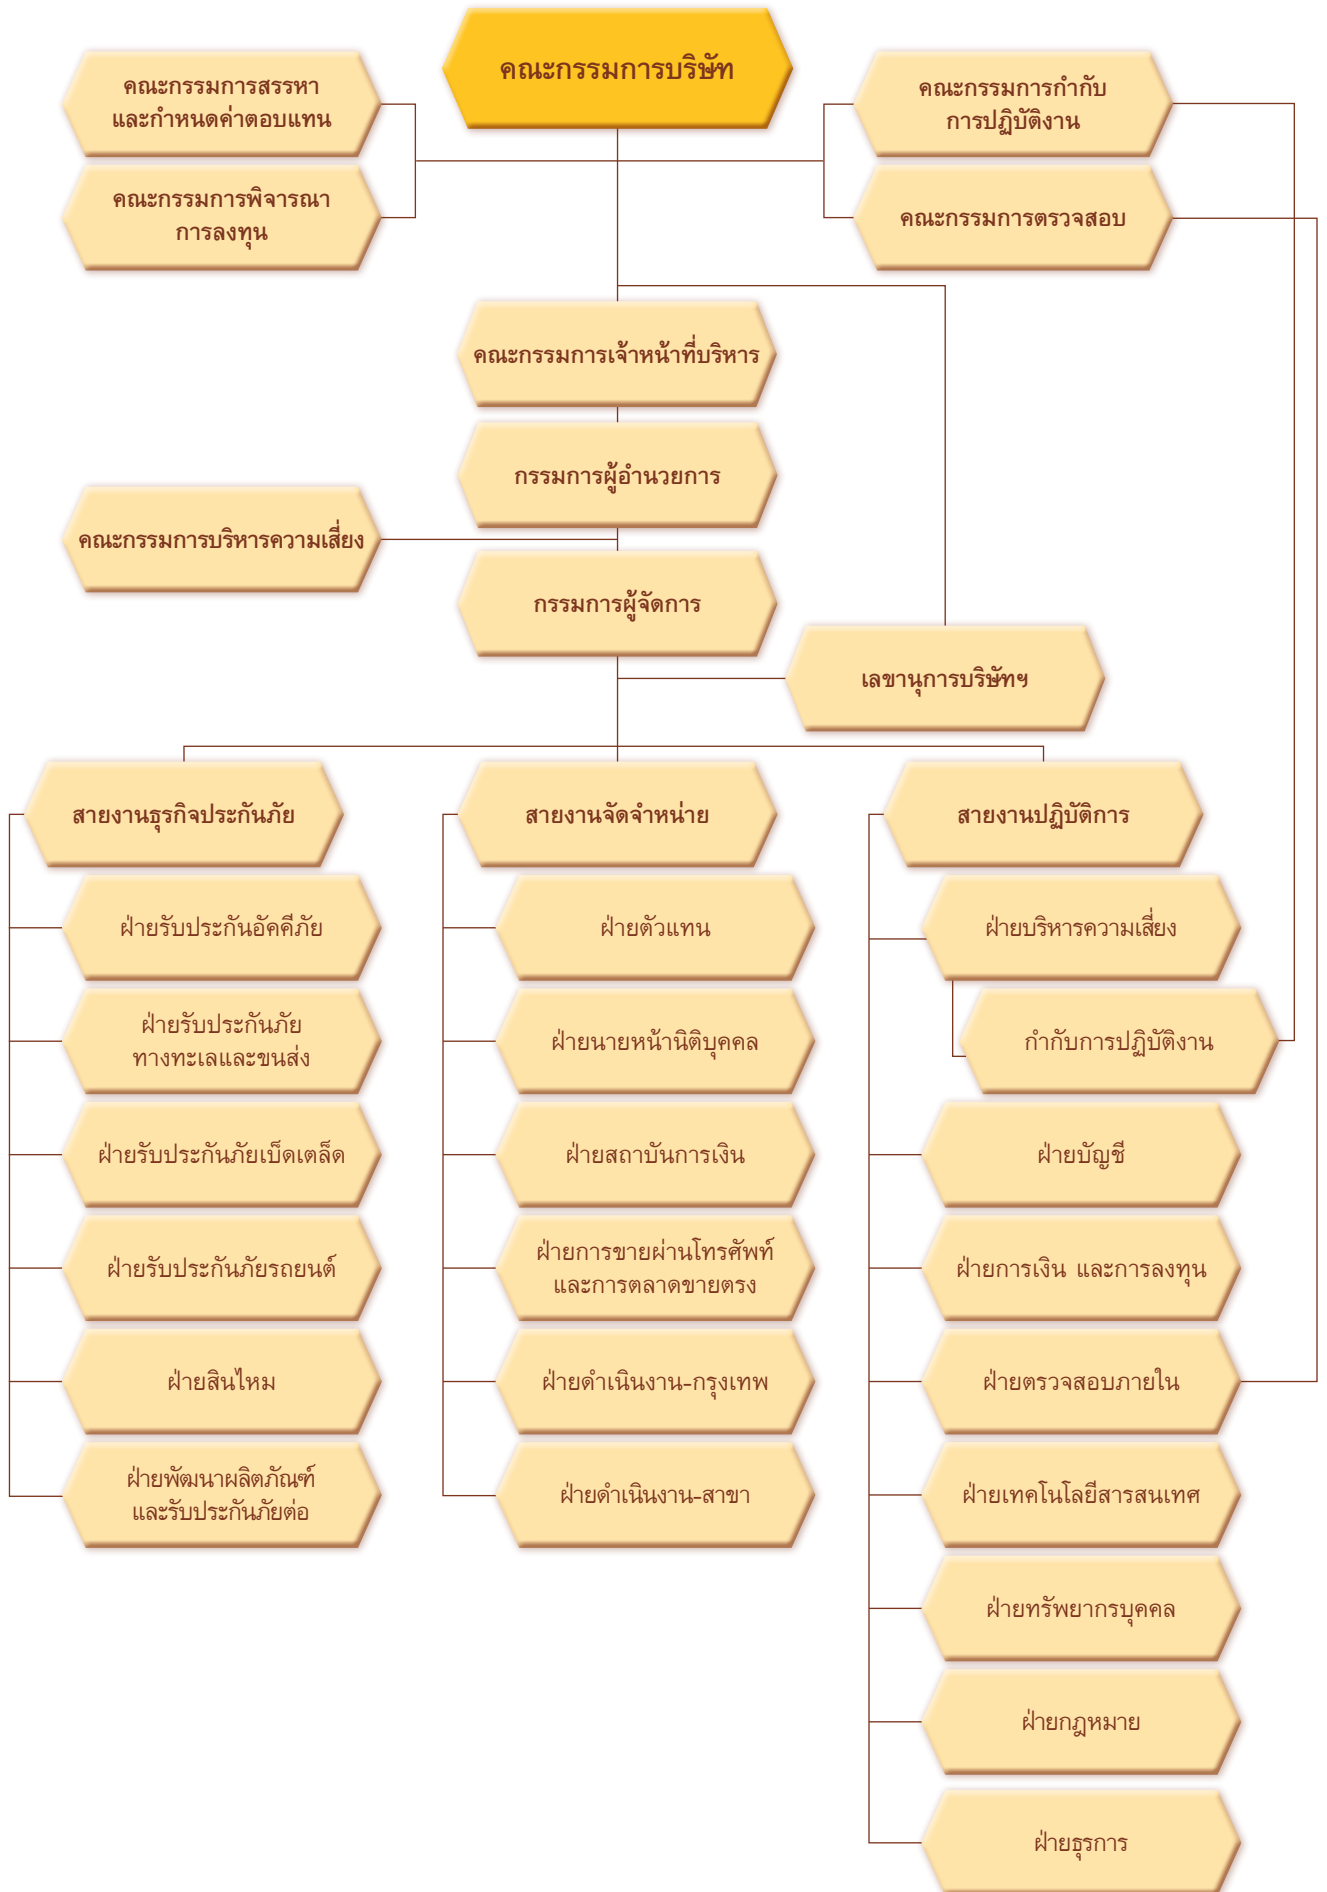 คณะกรรมการบริษัท
คณะกรรมการสรรหา
และกำหนดค่าตอบแทน
คณะกรรมการกำกับ
การปฏิบัติงาน
คณะกรรมการพิจารณา
การลงทุน
คณะกรรมการตรวจสอบ
คณะกรรมการเจ้าหน้าที่บริหาร
กรรมการผู้อำนวยการ
คณะกรรมการบริหารความเสี่ยง
กรรมการผู้จัดการ
เลขานุการบริษัทฯ
สายงานธุรกิจประกันภัย
ฝ่ายรับประกันอัคคีภัย
ฝ่ายรับประกันภัย
ทางทะเลและขนส่ง
ฝ่ายรับประกันภัยเบ็ดเตล็ด
ฝ่ายรับประกันภัยรถยนต์
ฝ่ายสินไหม
ฝ่ายพัฒนาผลิตภัณฑ์
และรับประกันภัยต่อ
สายงานจัดจำหน่าย
ฝ่ายตัวแทน
ฝ่ายนายหน้านิติบุคคล
ฝ่ายสถาบันการเงิน
ฝ่ายการขายผ่านโทรศัพท์
และการตลาดขายตรง
ฝ่ายดำเนินงาน-กรุงเทพ
ฝ่ายดำเนินงาน-สาขา
สายงานปฏิบัติการ
ฝ่ายบริหารความเสี่ยง
กำกับการปฏิบัติงาน
ฝ่ายบัญชี
ฝ่ายการเงิน และการลงทุน
ฝ่ายตรวจสอบภายใน
ฝ่ายเทคโนโลยีสารสนเทศ
ฝ่ายทรัพยากรบุคคล
ฝ่ายกฎหมาย
ฝ่ายธุรการ